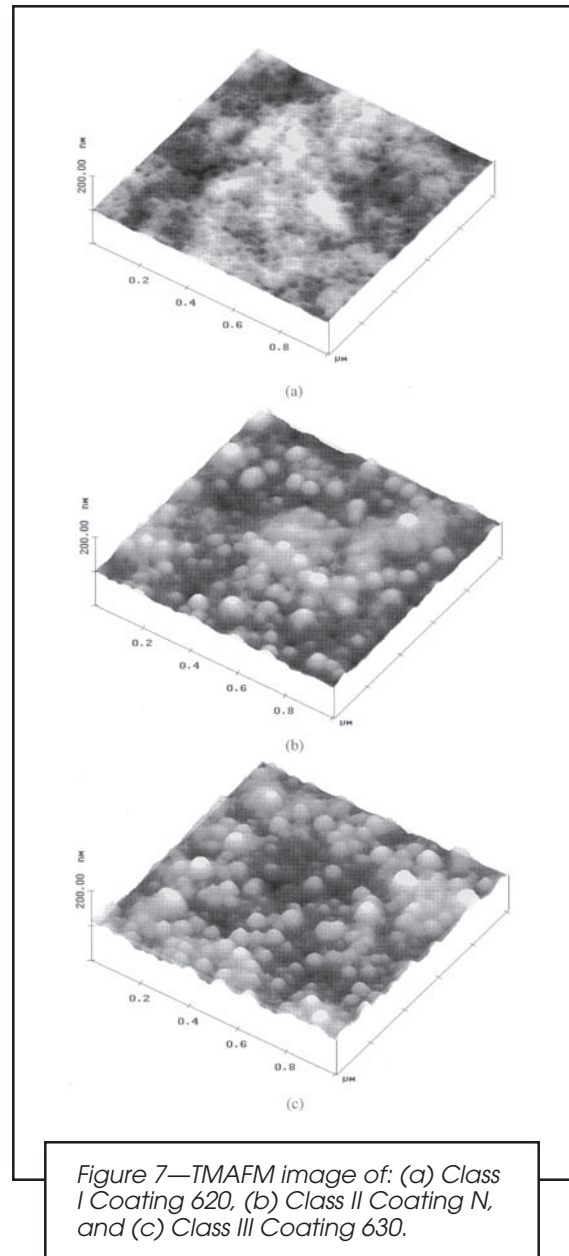 200.00 nm
0.2
0.4
0.6
0.8
µm
(a)
200.00 nm
0.2
0.4
0.6
0.8
µm
(b)
200.00 nm
0.2
0.4
0.6
0.8
µm
(c)
Figure 7—TMAFM image of: (a) Class
I Coating 620, (b) Class II Coating N,
and (c) Class III Coating 630.